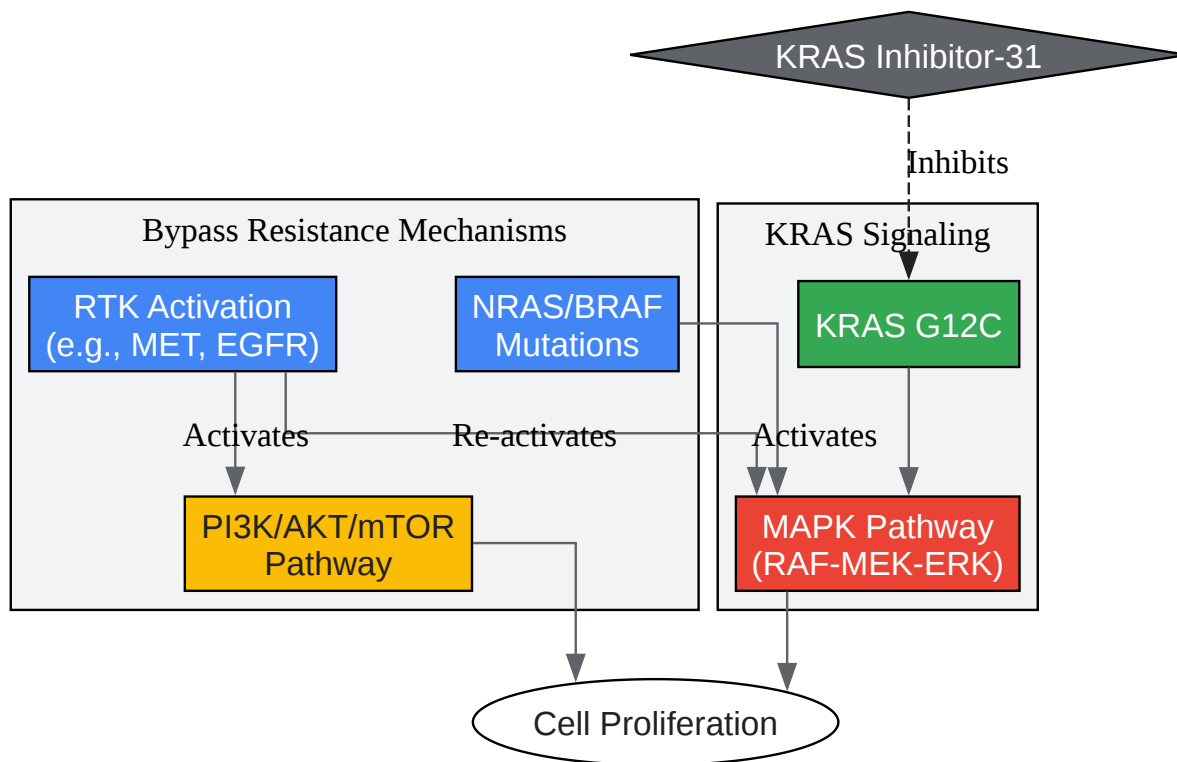 KRAS Inhibitor-31
Inhibits
Bypass Resistance Mechanisms
KRAS Signaling
RTK Activation
(e.g., MET, EGFR)
NRAS/BRAF
Mutations
KRAS G12C
Activates
Re-activates
Activates
PI3K/AKT/mTOR
Pathway
MAPK Pathway
(RAF-MEK-ERK)
Cell Proliferation